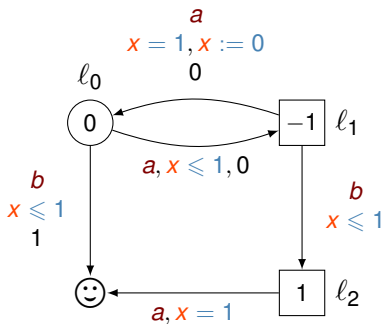 a
x = 1, x := 0
0
ℓ₀
0
−1
ℓ₁
a, x ⩽ 1, 0
b
x ⩽ 1
1
b
x ⩽ 1
1
ℓ₂
a, x = 1